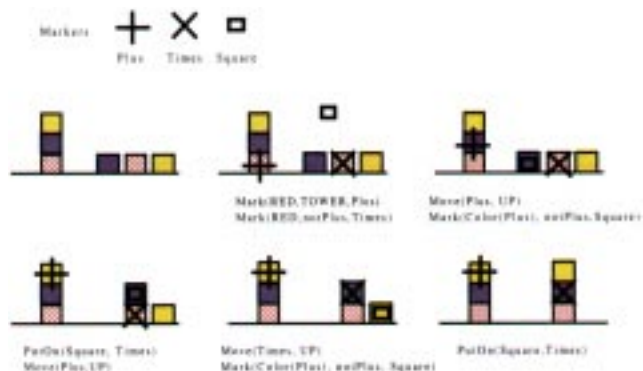 Markers
Plus Times Square
Mark(RED,TOWER,Plus)
Mark(RED,notPlus,Times)
Move(Plus, UP)
Mark(Color(Plus), notPlus,Square)
PutOn(Square, Times)
Move(Plus,UP)
Move(Times, UP)
Mark(Color(Plus), notPlus, Square)
PutOn(Square,Times)